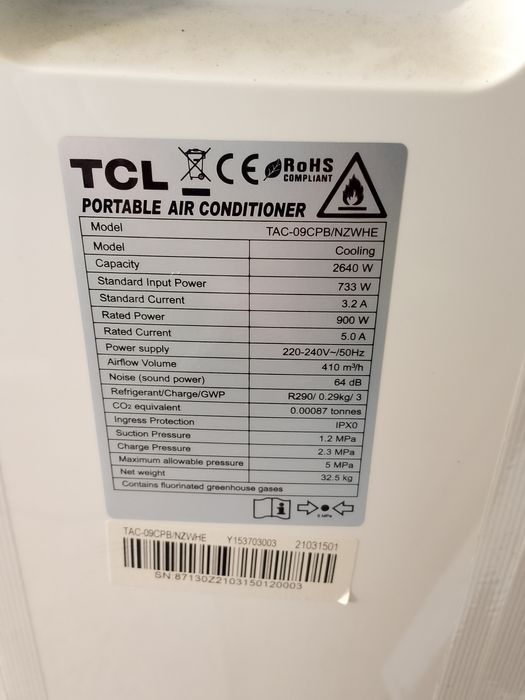 TCL CE RoHS COMPLIANT
PORTABLE AIR CONDITIONER
Model TAC-09CPB/NZWHE
Model Cooling
Capacity 2640 W
Standard Input Power 733 W
Standard Current 3.2 A
Rated Power 900 W
Rated Current 5.0 A
Power supply 220-240V~/50Hz
Airflow Volume 410 m³/h
Noise (sound power) 64 dB
Refrigerant/Charge/GWP R290/ 0.29kg/ 3
CO₂ equivalent 0.00087 tonnes
Ingress Protection IPX0
Suction Pressure 1.2 MPa
Charge Pressure 2.3 MPa
Maximum allowable pressure 5 MPa
Net weight 32.5 kg
Contains fluorinated greenhouse gases
i
TAC-09CPB/NZWHE Y153703003 21031501
SN 87130Z2103150120003